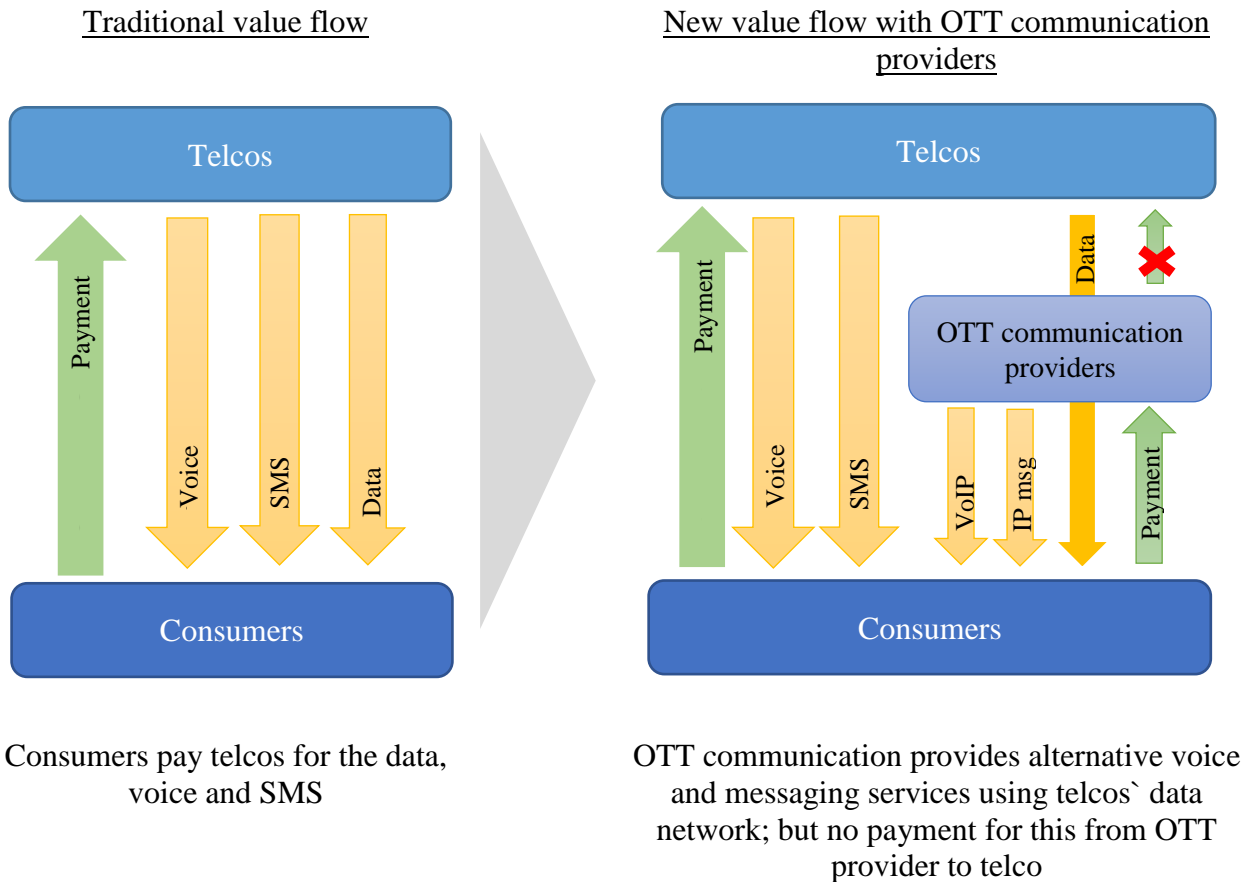 Traditional value flow
Telcos
Payment
Voice
SMS
Data
Consumers
Consumers pay telcos for the data,
voice and SMS
New value flow with OTT communication
providers
Telcos
Payment
Voice
SMS
Data
OTT communication
providers
VoIP
IP msg
Payment
Consumers
OTT communication provides alternative voice
and messaging services using telcos` data
network; but no payment for this from OTT
provider to telco